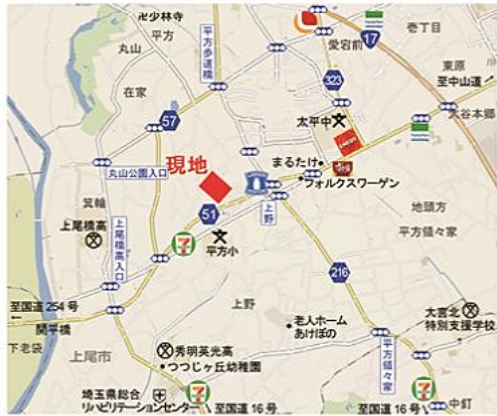 卍少林寺
平方
丸山
在家
平方歩道橋
愛宕前
17
壱丁目
東原
至中山道
323
太平中
大谷本郷
ENEOS
57
丸山公園入口
現地
まるたけ
フォルクスワーゲン
上野
箕輪
上尾橋高
上尾橋高入口
51
平方小
地頭方
平方領々家
216
至国道254号
開平橋
下老袋
上尾市
上野
老人ホーム
あけぼの
大宮北
特別支援学校
秀明英光高
つつじヶ丘幼稚園
平方領々家
埼玉県総合
リハビリテーションセンター
至国道16号
至国道16号
中釘